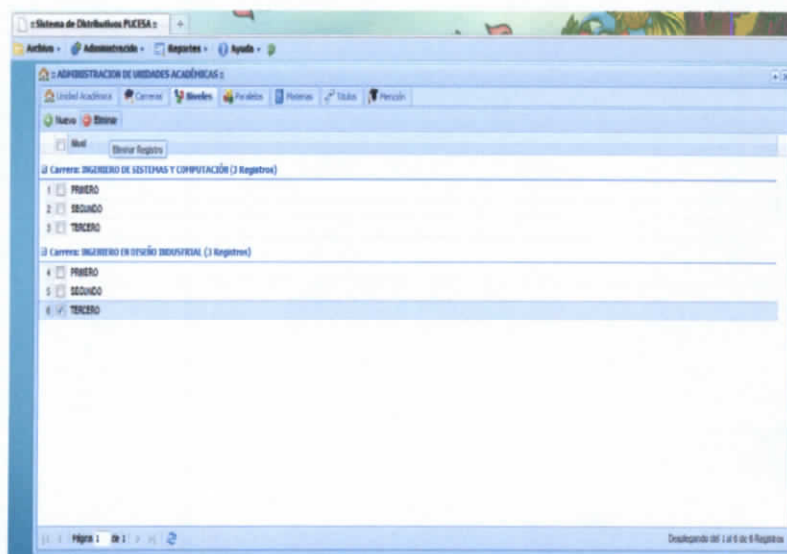 :: Sistema de Distributivos PUCESA ::
Archivo Administración Reportes Ayuda
:: ADMINISTRACION DE UNIDADES ACADÉMICAS ::
Unidad Académica Carreras Niveles Paralelos Materias Titulos Mención
Nuevo Eliminar
Nivel
Eliminar Registro
Carrera: INGENIERO DE SISTEMAS Y COMPUTACIÓN (3 Registros)
1 PRIMERO
2 SEGUNDO
3 TERCERO
Carrera: INGENIERO EN DISEÑO INDUSTRIAL (3 Registros)
4 PRIMERO
5 SEGUNDO
6 TERCERO
Página 1 de 1
Desplegando del 1 al 6 de 6 Registros